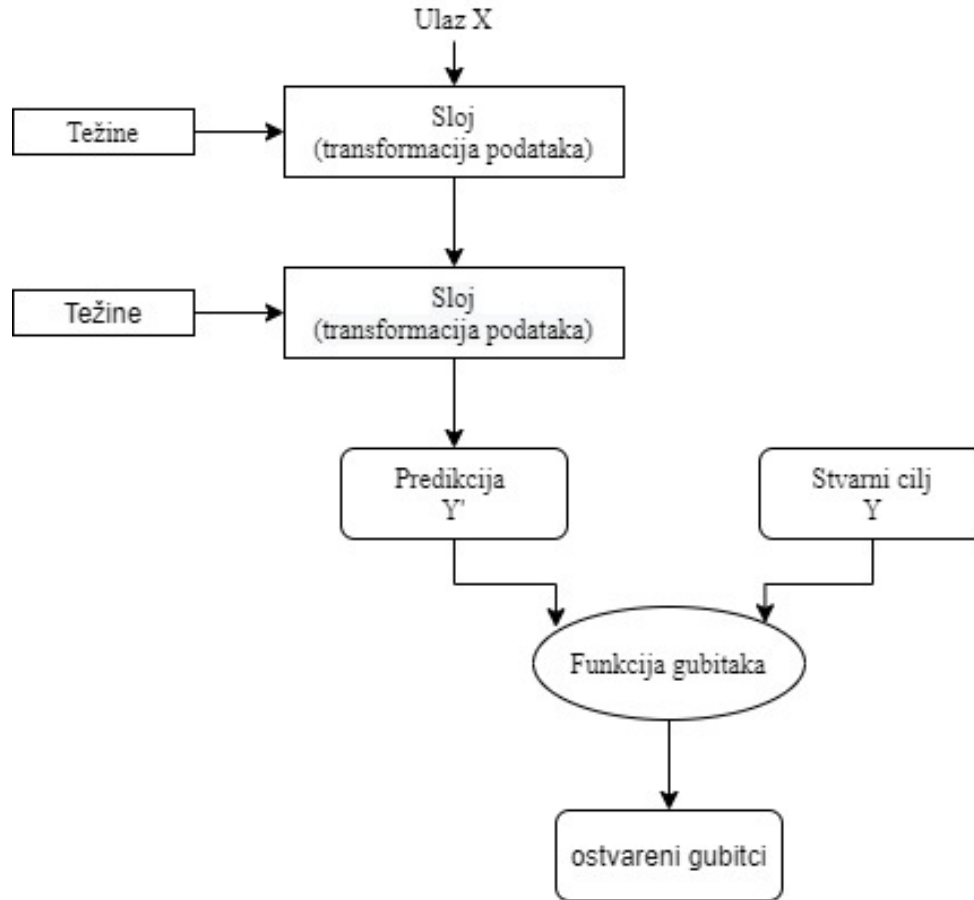 Ulaz X
Težine
Sloj
(transformacija podataka)
Težine
Sloj
(transformacija podataka)
Predikcija
Y'
Stvarni cilj
Y
Funkcija gubitaka
ostvareni gubitci